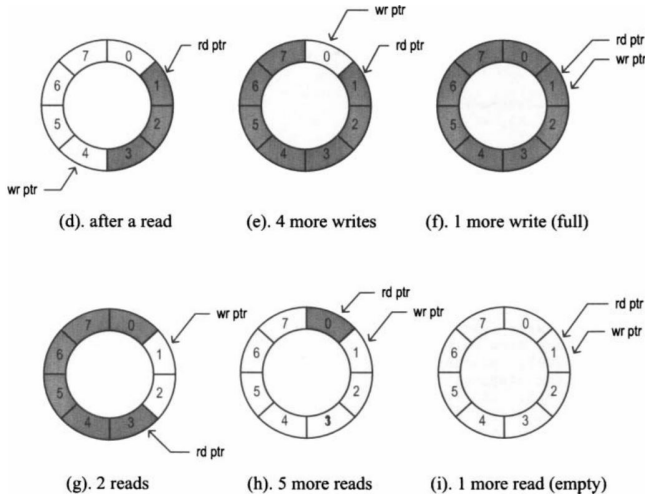 wr ptr
7 0 rd ptr
6 1
5 2
4 3
wr ptr
(d). after a read
wr ptr
7 0 rd ptr
6 1
5 2
4 3
(e). 4 more writes
7 0 rd ptr
wr ptr
6 1
5 2
4 3
(f). 1 more write (full)
7 0 wr ptr
6 1
5 2
4 3
rd ptr
(g). 2 reads
rd ptr
7 0 wr ptr
6 1
5 2
4 3
(h). 5 more reads
7 0 rd ptr
wr ptr
6 1
5 2
4 3
(i). 1 more read (empty)